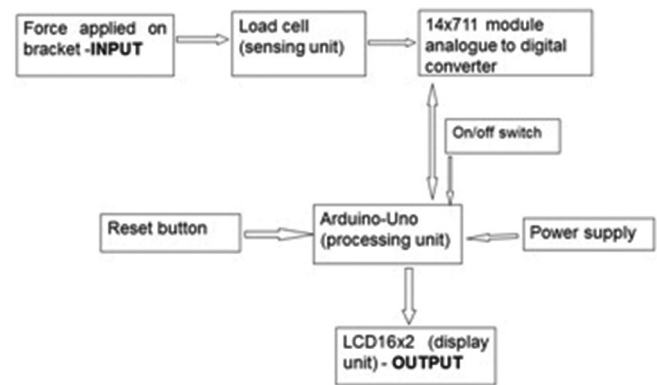 Force applied on
bracket -INPUT
Load cell
(sensing unit)
14x711 module
analogue to digital
converter
On/off switch
Reset button
Arduino-Uno
(processing unit)
Power supply
LCD16x2 (display
unit) - OUTPUT